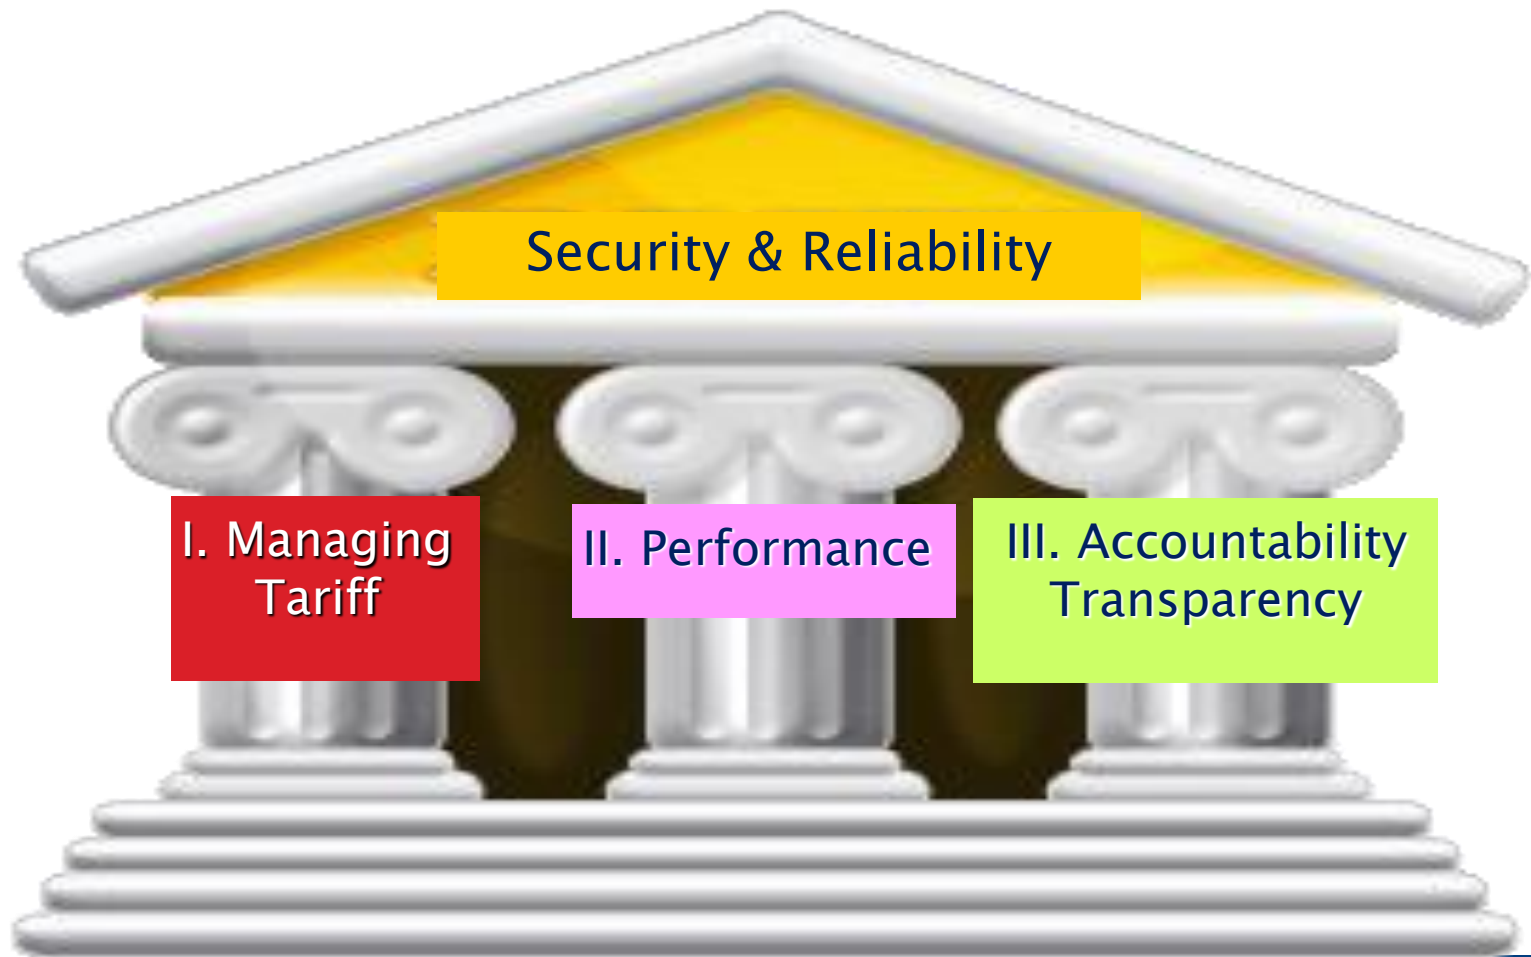 Security & Reliability
I. Managing
Tariff
II. Performance
III. Accountability
Transparency